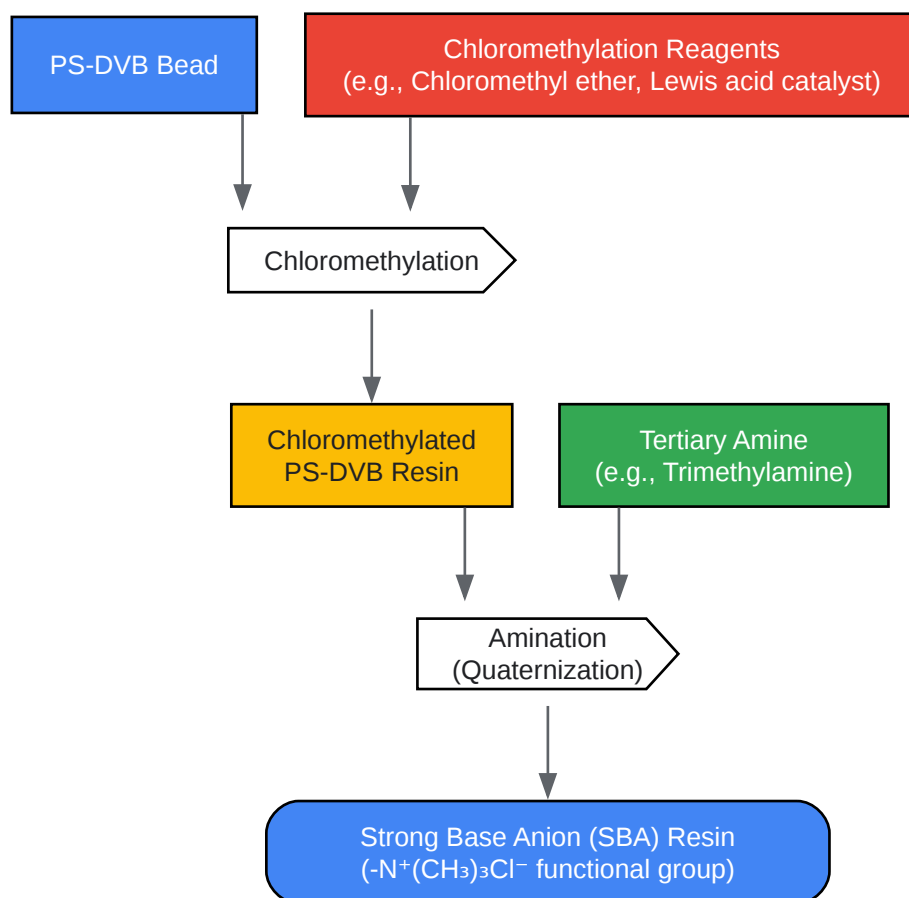 PS-DVB Bead
Chloromethylation Reagents
(e.g., Chloromethyl ether, Lewis acid catalyst)
Chloromethylation
Chloromethylated
PS-DVB Resin
Tertiary Amine
(e.g., Trimethylamine)
Amination
(Quaternization)
Strong Base Anion (SBA) Resin
(-N⁺(CH₃)₃Cl⁻ functional group)